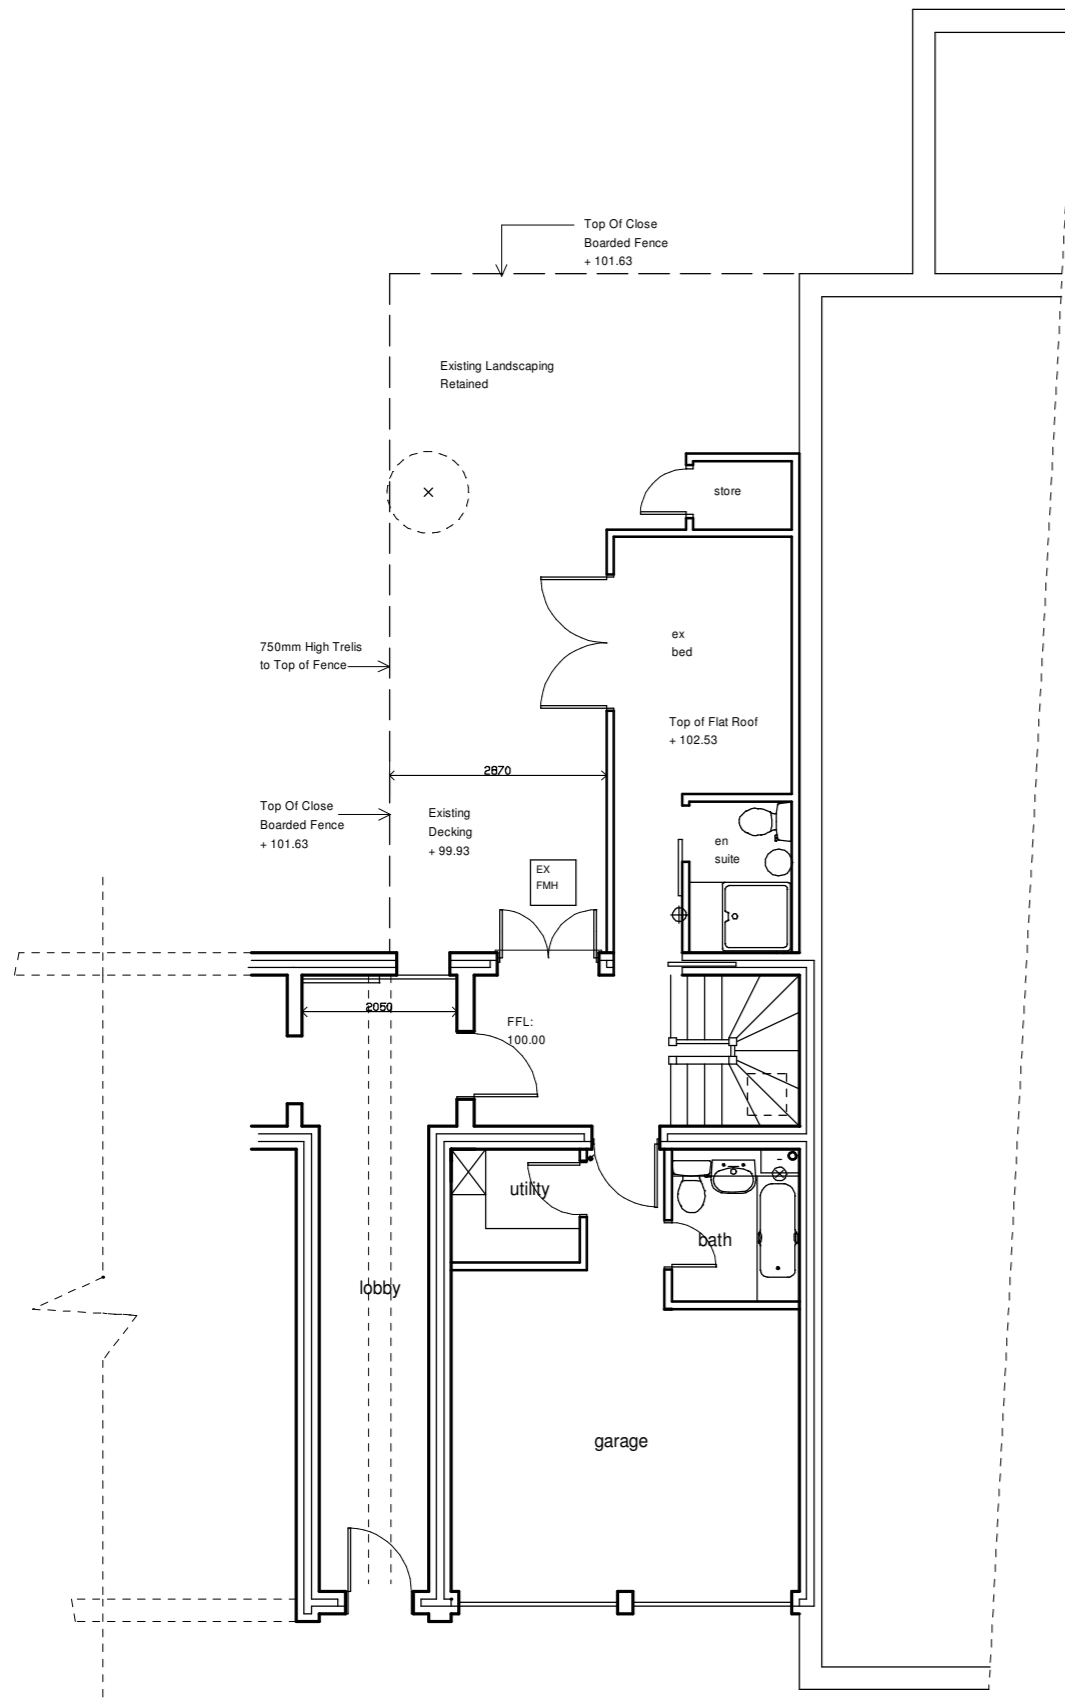 Top Of Close
Boarded Fence
+ 101.63
Existing Landscaping
Retained
store
ex
bed
750mm High Trelis
to Top of Fence
Top of Flat Roof
+ 102.53
2870
Top Of Close
Boarded Fence
+ 101.63
Existing
Decking
+ 99.93
en
suite
EX
FMH
2050
FFL:
100.00
utility
bath
lobby
garage